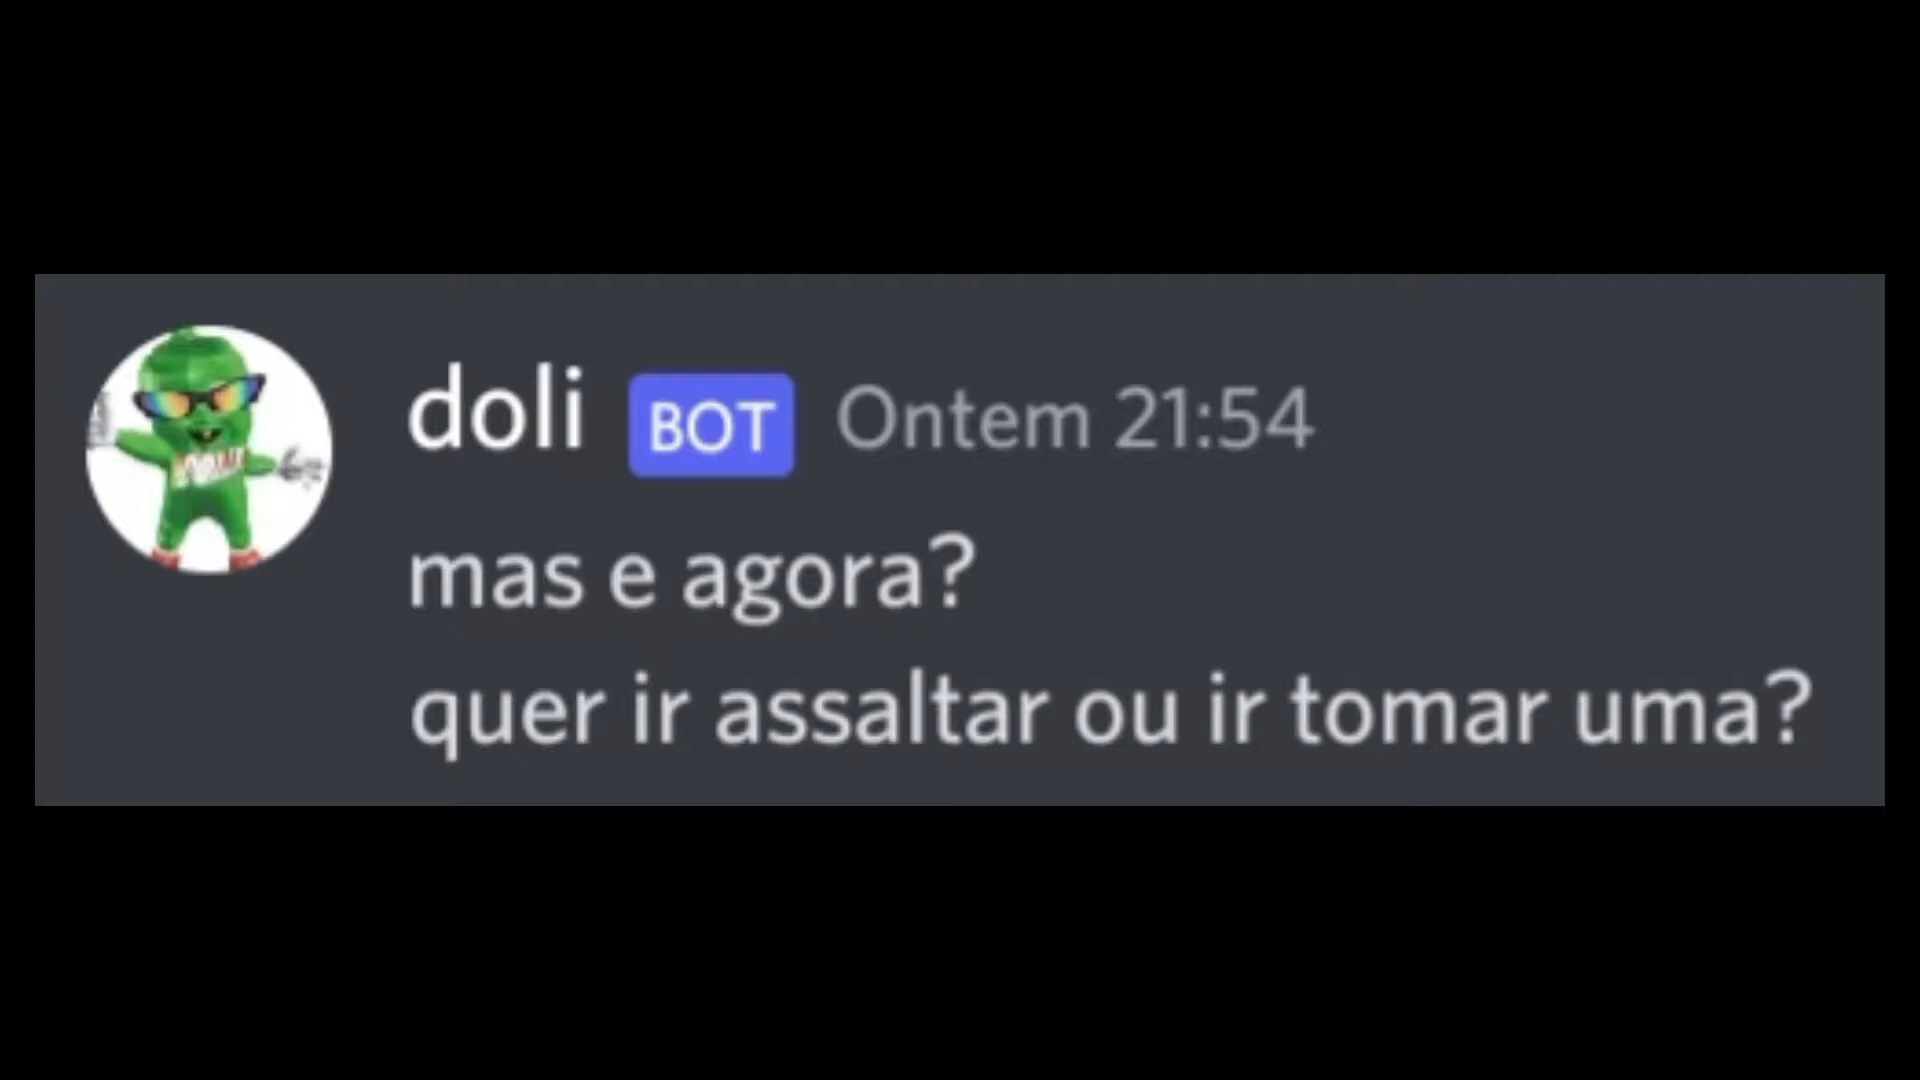 doli BOT Ontem 21:54
mas e agora?
quer ir assaltar ou ir tomar uma?